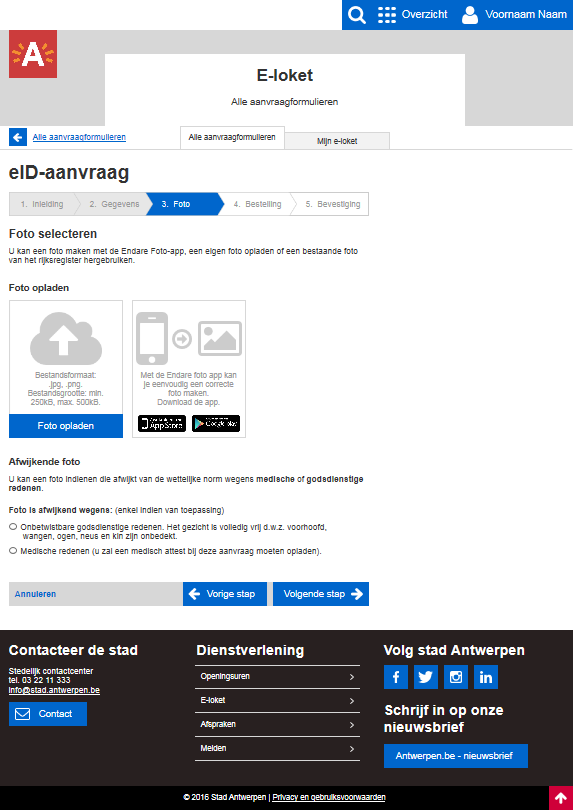 Overzicht
Voornaam Naam
A
E-loket
Alle aanvraagformulieren
Alle aanvraagformulieren
Alle aanvraagformulieren
Mijn e-loket
eID-aanvraag
1. Inleiding
2. Gegevens
3. Foto
4. Bestelling
5. Bevestiging
Foto selecteren
U kan een foto maken met de Endare Foto-app, een eigen foto opladen of een bestaande foto
van het rijksregister hergebruiken.
Foto opladen
Bestandsformaat:
.jpg, .png.
Bestandsgrootte: min.
250kB, max. 500kB.
Foto opladen
Met de Endare foto app kan
je eenvoudig een correcte
foto maken.
Download de app.
App Store
Google play
Afwijkende foto
U kan een foto indienen die afwijkt van de wettelijke norm wegens medische of godsdienstige
redenen.
Foto is afwijkend wegens: (enkel indien van toepassing)
Onbetwistbare godsdienstige redenen. Het gezicht is volledig vrij d.w.z. voorhoofd,
wangen, ogen, neus en kin zijn onbedekt.
Medische redenen (u zal een medisch attest bij deze aanvraag moeten opladen).
Annuleren
Vorige stap
Volgende stap
Contacteer de stad
Stedelijk contactcenter
tel. 03 22 11 333
info@stad.antwerpen.be
Contact
Dienstverlening
Openingsuren
E-loket
Afspraken
Melden
Volg stad Antwerpen
Schrijf in op onze
nieuwsbrief
Antwerpen.be - nieuwsbrief
© 2016 Stad Antwerpen | Privacy en gebruiksvoorwaarden